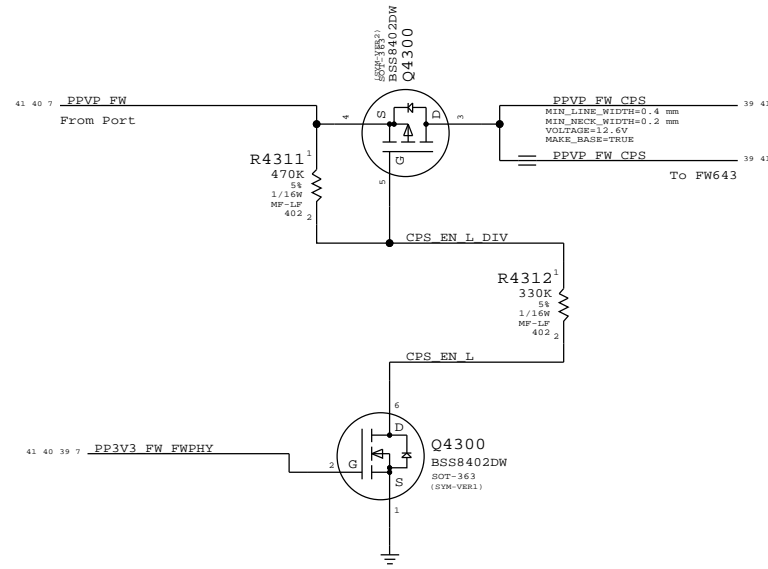 (SYM-VER2)
SOT-363
BSS8402DW
Q4300
41 40 7
PPVP_FW
From Port
4
S
D
3
G
5
PPVP_FW_CPS
39 41
MIN_LINE_WIDTH=0.4 mm
MIN_NECK_WIDTH=0.2 mm
VOLTAGE=12.6V
MAKE_BASE=TRUE
PPVP_FW_CPS
39 41
To FW643
R4311
1
470K
5%
1/16W
MF-LF
402
2
CPS_EN_L_DIV
R4312
1
330K
5%
1/16W
MF-LF
402
2
CPS_EN_L
6
D
41 40 39 7
PP3V3_FW_FWPHY
2
G
S
1
Q4300
BSS8402DW
SOT-363
(SYM-VER1)